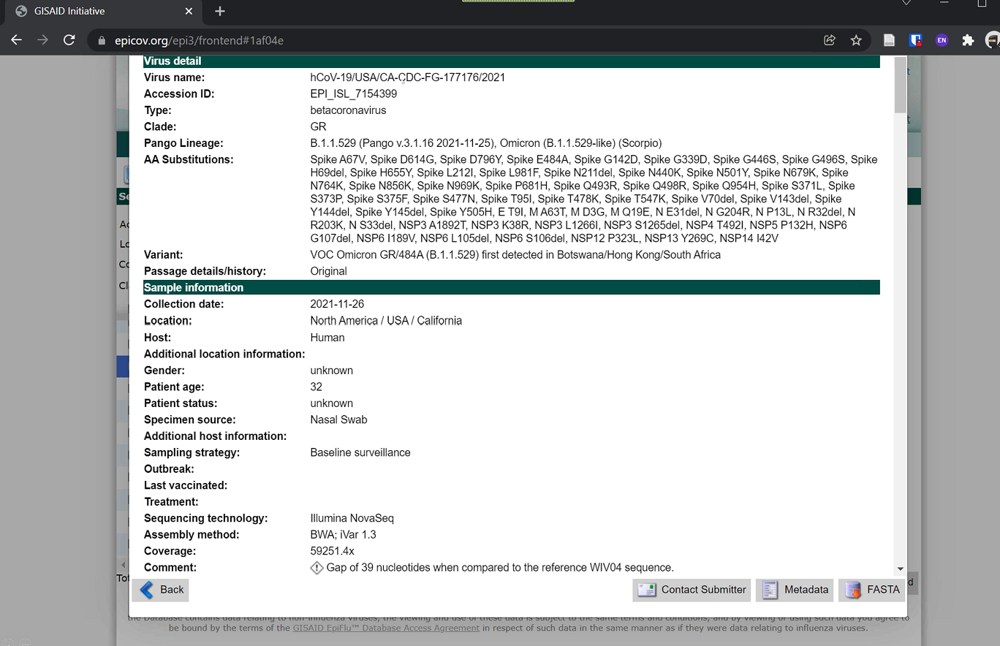 GISAID Initiative
epicov.org/epi3/frontend#1af04e
EN
Virus detail
Virus name: hCoV-19/USA/CA-CDC-FG-177176/2021
Accession ID: EPI_ISL_7154399
Type: betacoronavirus
Clade: GR
Pango Lineage: B.1.1.529 (Pango v.3.1.16 2021-11-25), Omicron (B.1.1.529-like) (Scorpio)
AA Substitutions: Spike A67V, Spike D614G, Spike D796Y, Spike E484A, Spike G142D, Spike G339D, Spike G446S, Spike G496S, Spike
H69del, Spike H655Y, Spike L212I, Spike L981F, Spike N211del, Spike N440K, Spike N501Y, Spike N679K, Spike
N764K, Spike N856K, Spike N969K, Spike P681H, Spike Q493R, Spike Q498R, Spike Q954H, Spike S371L, Spike
S373P, Spike S375F, Spike S477N, Spike T95I, Spike T478K, Spike T547K, Spike V70del, Spike V143del, Spike
Y144del, Spike Y145del, Spike Y505H, E T9I, M A63T, M D3G, M Q19E, N E31del, N G204R, N P13L, N R32del, N
R203K, N S33del, NSP3 A1892T, NSP3 K38R, NSP3 L1266I, NSP3 S1265del, NSP4 T492I, NSP5 P132H, NSP6
G107del, NSP6 I189V, NSP6 L105del, NSP6 S106del, NSP12 P323L, NSP13 Y269C, NSP14 I42V
Variant: VOC Omicron GR/484A (B.1.1.529) first detected in Botswana/Hong Kong/South Africa
Passage details/history: Original
Sample information
Collection date: 2021-11-26
Location: North America / USA / California
Host: Human
Additional location information:
Gender: unknown
Patient age: 32
Patient status: unknown
Specimen source: Nasal Swab
Additional host information:
Sampling strategy: Baseline surveillance
Outbreak:
Last vaccinated:
Treatment:
Sequencing technology: Illumina NovaSeq
Assembly method: BWA; iVar 1.3
Coverage: 59251.4x
Comment: Gap of 39 nucleotides when compared to the reference WIV04 sequence.
Back
Contact Submitter
Metadata
FASTA
the Database contains data relating to non-influenza viruses, the viewing and use of these data is subject to the same terms and conditions, and by viewing or using such data you agree to
be bound by the terms of the GISAID EpiFlu™ Database Access Agreement in respect of such data in the same manner as if they were data relating to influenza viruses.